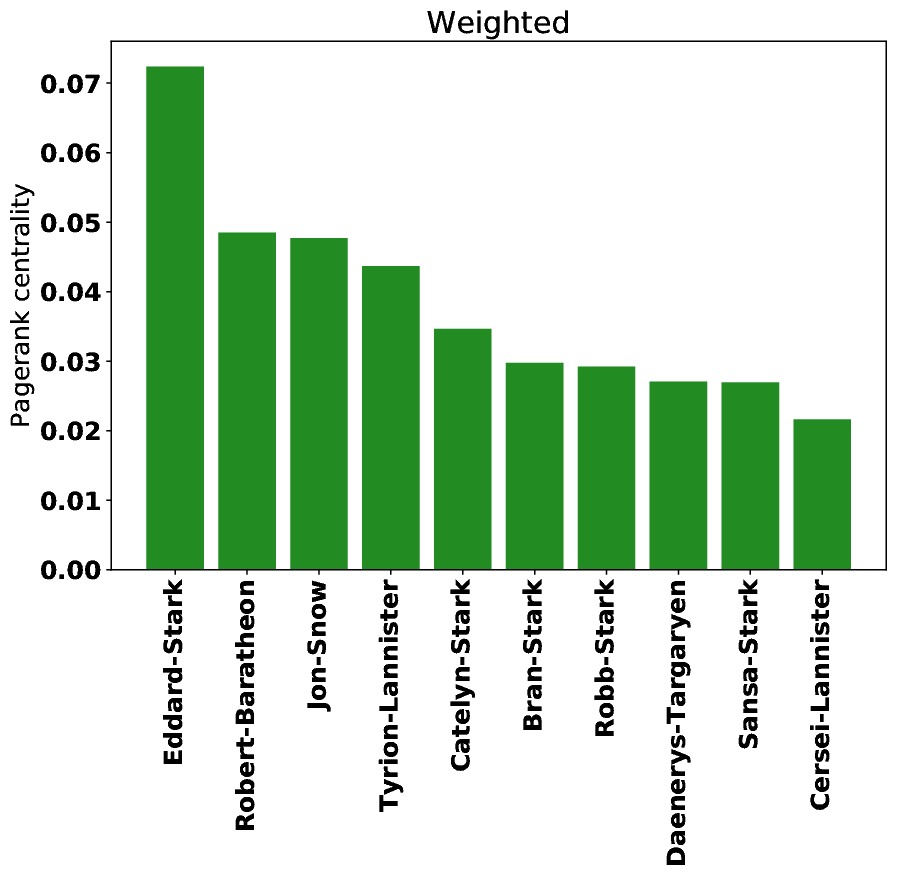 Weighted
Pagerank centrality
0.07
0.06
0.05
0.04
0.03
0.02
0.01
0.00
Eddard-Stark
Robert-Baratheon
Jon-Snow
Tyrion-Lannister
Catelyn-Stark
Bran-Stark
Robb-Stark
Daenerys-Targaryen
Sansa-Stark
Cersei-Lannister